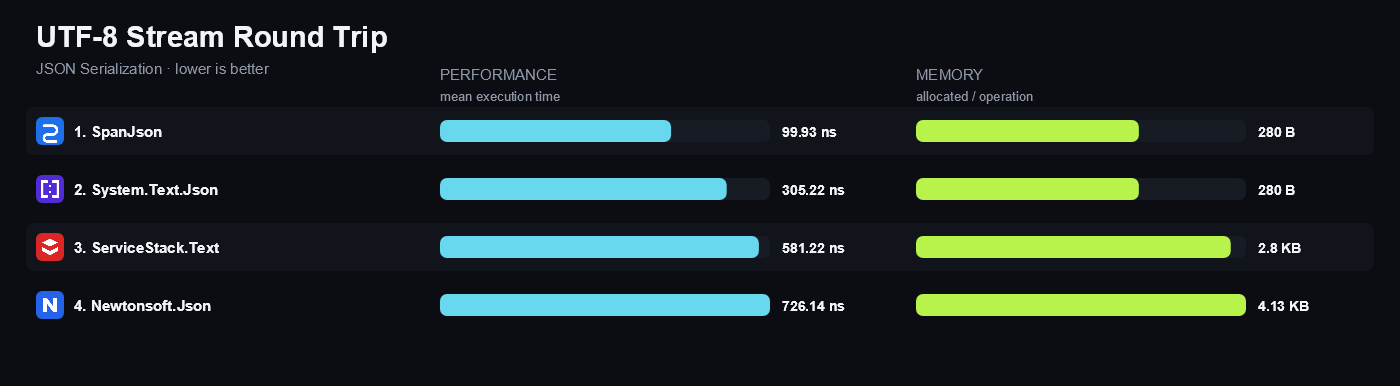 UTF-8 Stream Round Trip
JSON Serialization · lower is better
PERFORMANCE
mean execution time
MEMORY
allocated / operation
1. SpanJson 99.93 ns 280 B
2. System.Text.Json 305.22 ns 280 B
3. ServiceStack.Text 581.22 ns 2.8 KB
N 4. Newtonsoft.Json 726.14 ns 4.13 KB